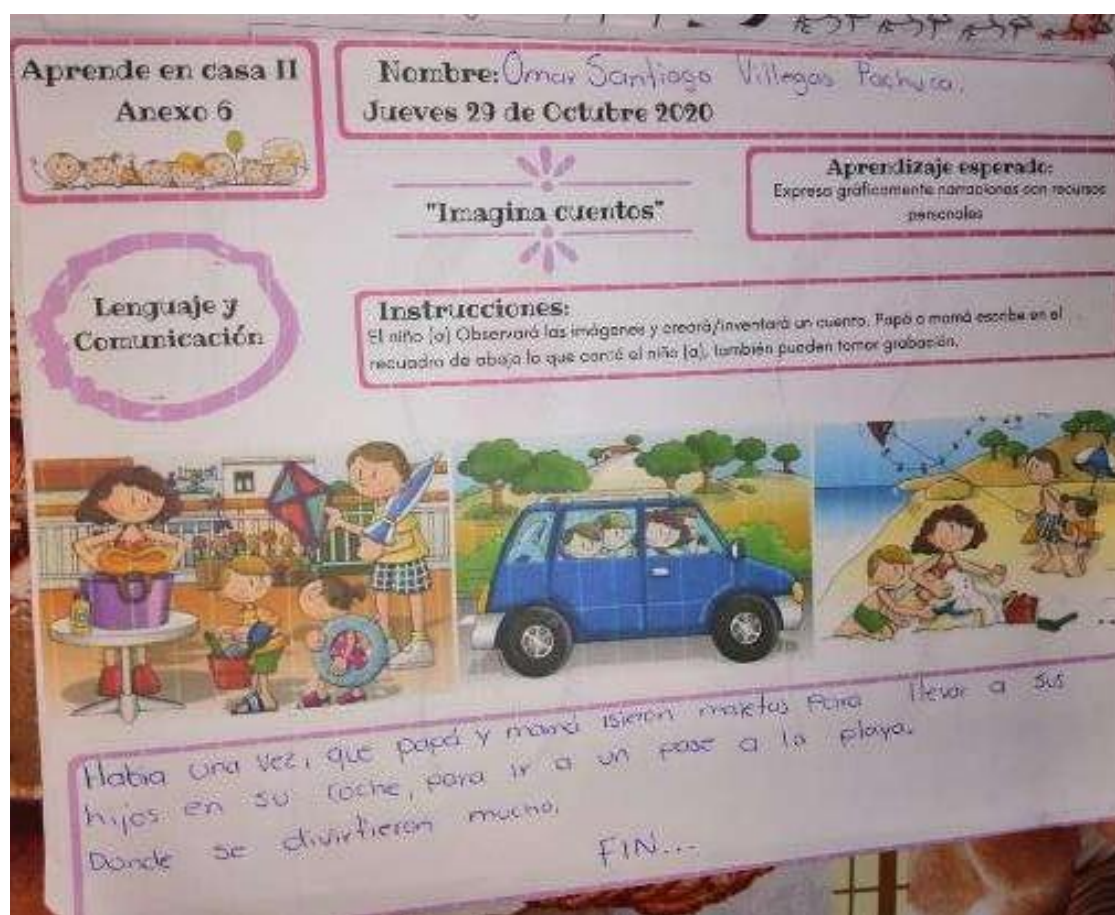 Aprende en casa II
Anexo 6
Nombre: Omar Santiago Villegas Pachuca.
Jueves 29 de Octubre 2020
"Imagina cuentos"
Aprendizaje esperado:
Expresa gráficamente narraciones con recursos
personales
Lenguaje y
Comunicación
Instrucciones:
El niño (a) Observará las imágenes y creará/inventará un cuento. Papá o mamá escribe en el
recuadro de abajo lo que contó el niño (a), también pueden tomar grabación.
Había una vez, que papá y mamá isieron maletas para llevar a sus
hijos en su coche, para ir a un pase a la playa.
Donde se divirtieron mucho.
FIN...